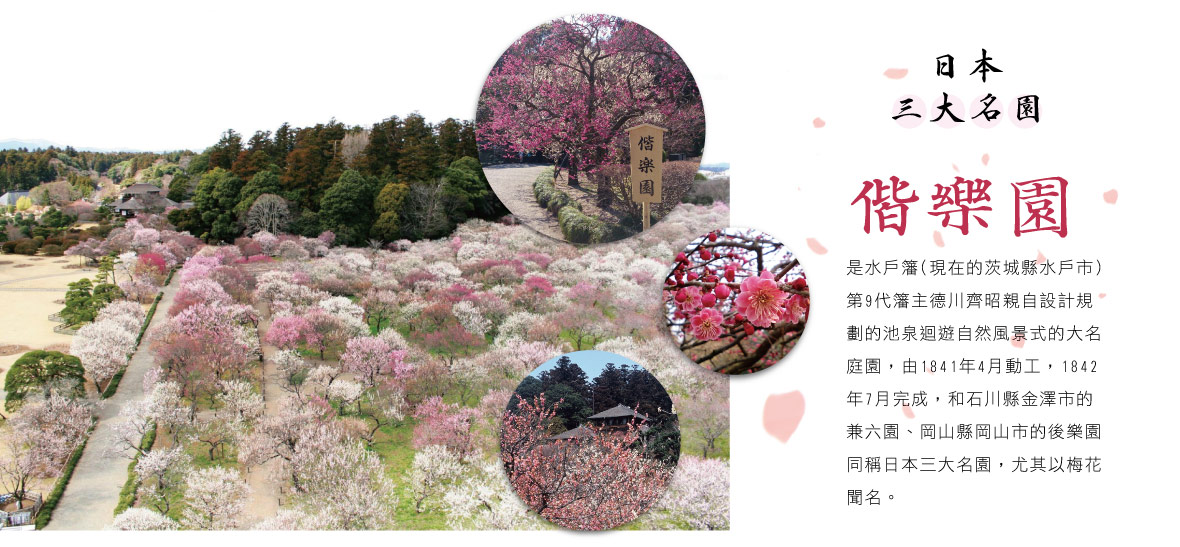 日本
三大名園
偕樂園
是水戶藩(現在的茨城縣水戶市)
第9代藩主德川齊昭親自設計規
劃的池泉迴遊自然風景式的大名
庭園，由1841年4月動工，1842
年7月完成，和石川縣金澤市的
兼六園、岡山縣岡山市的後樂園
同稱日本三大名園，尤其以梅花
聞名。
偕楽園